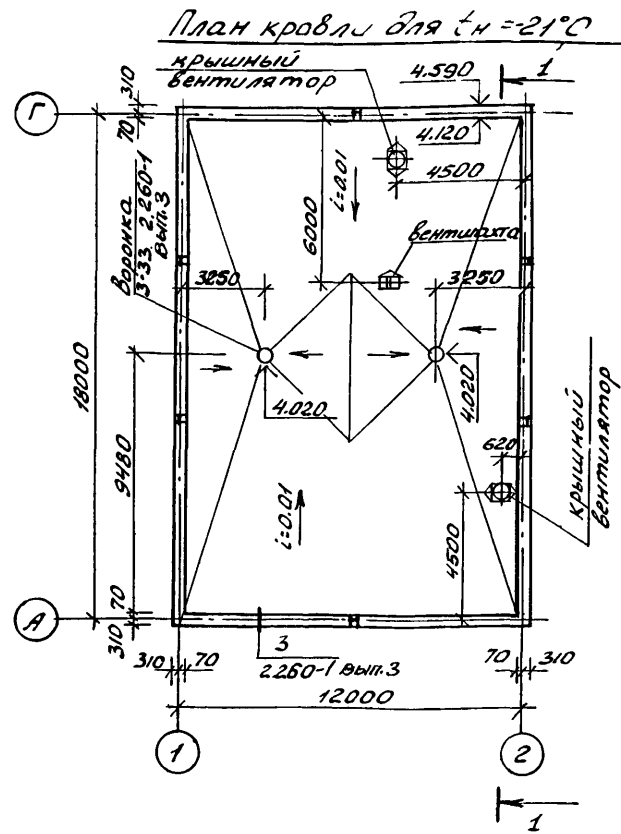 План кровли для tн =-21°С
крышный
вентилятор
4.590
1
310
Г
70
4.120
4500
i=0.01
6000
Воронка
3-33 2.260-1
вып.3
вентшахта
3250
3250
18000
4.020
4.020
9480
620
крышный
вентилятор
i=0.01
4500
70
А
310
310
70
3
2260-1 вып.3
70
310
12000
1
2
1